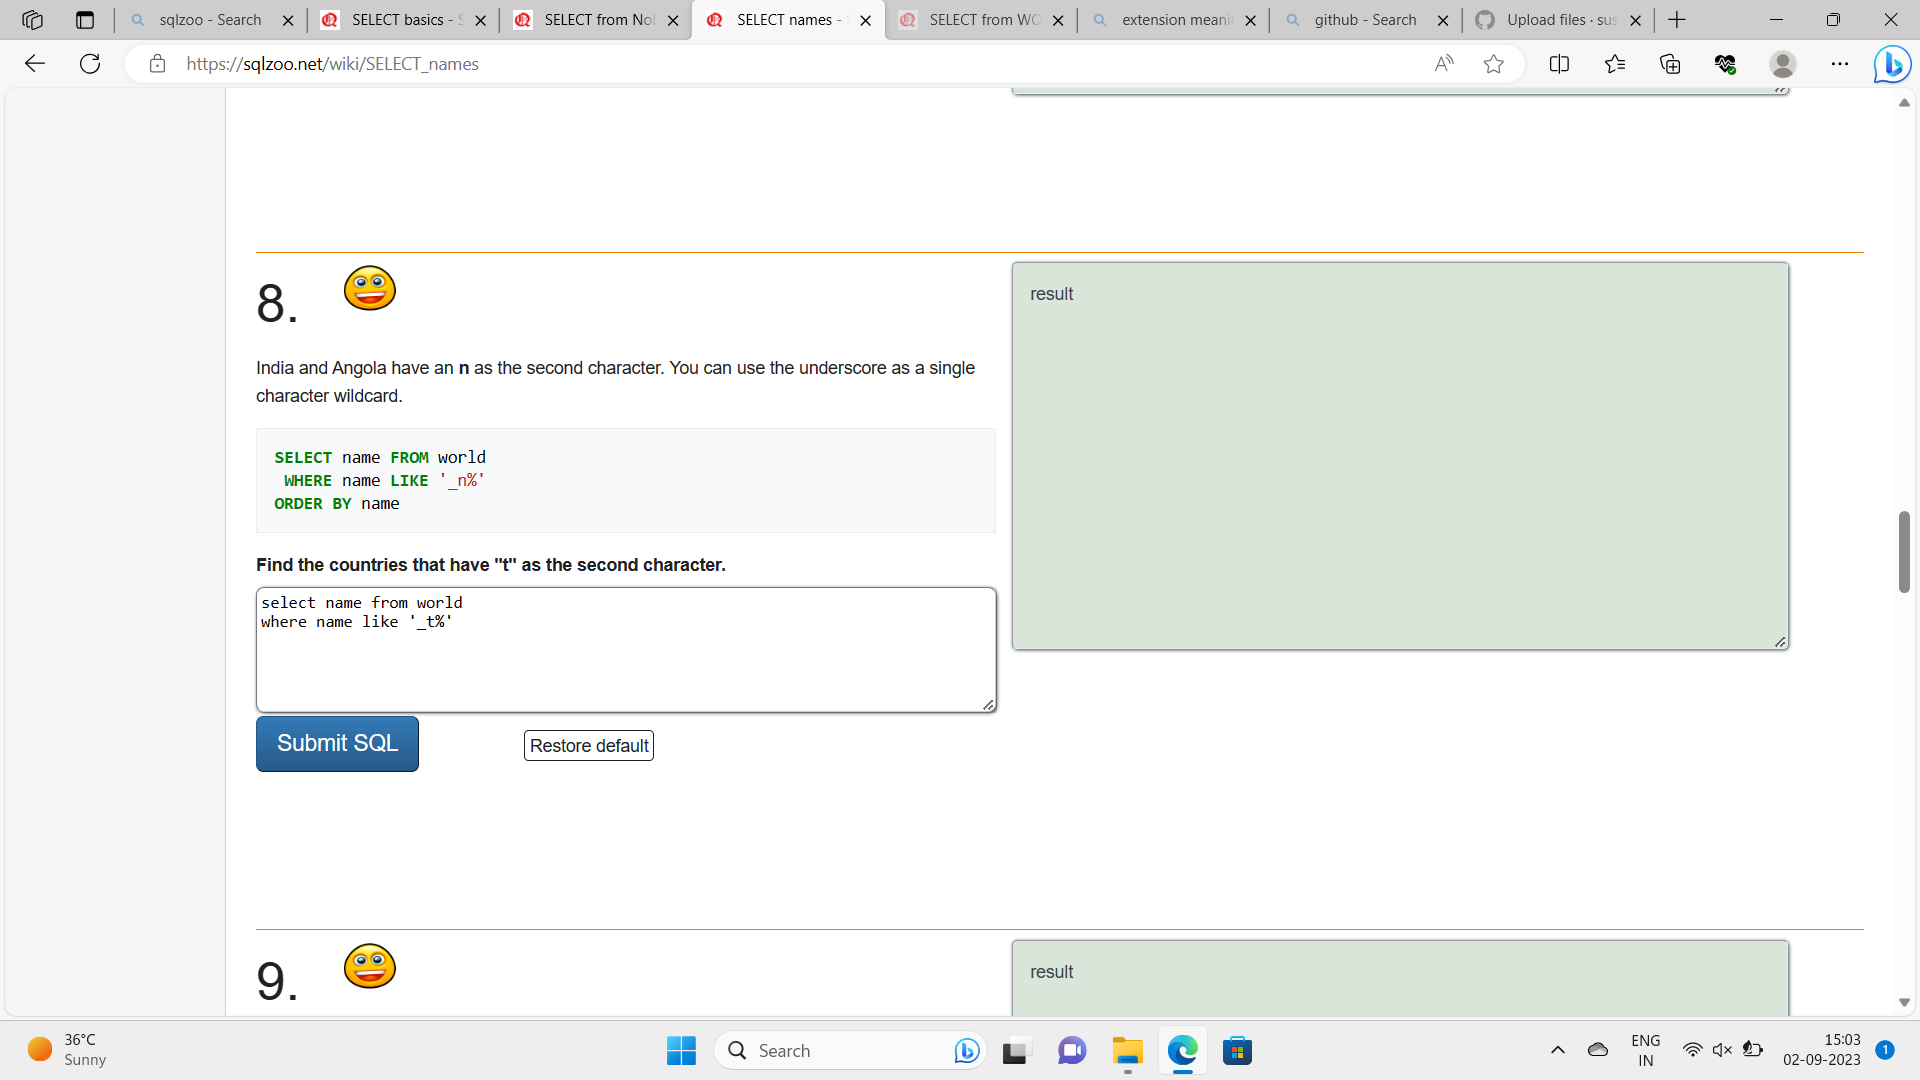 sqlzoo - Search
SELECT basics - S
SELECT from Nob
SELECT names - S
SELECT from WO
extension meani
github - Search
Upload files · sus
https://sqlzoo.net/wiki/SELECT_names
8.
result
India and Angola have an n as the second character. You can use the underscore as a single
character wildcard.
SELECT name FROM world
WHERE name LIKE '_n%'
ORDER BY name
Find the countries that have "t" as the second character.
select name from world
where name like '_t%'
Submit SQL
Restore default
9.
result
36°C
Sunny
Search
ENG
IN
15:03
02-09-2023
1